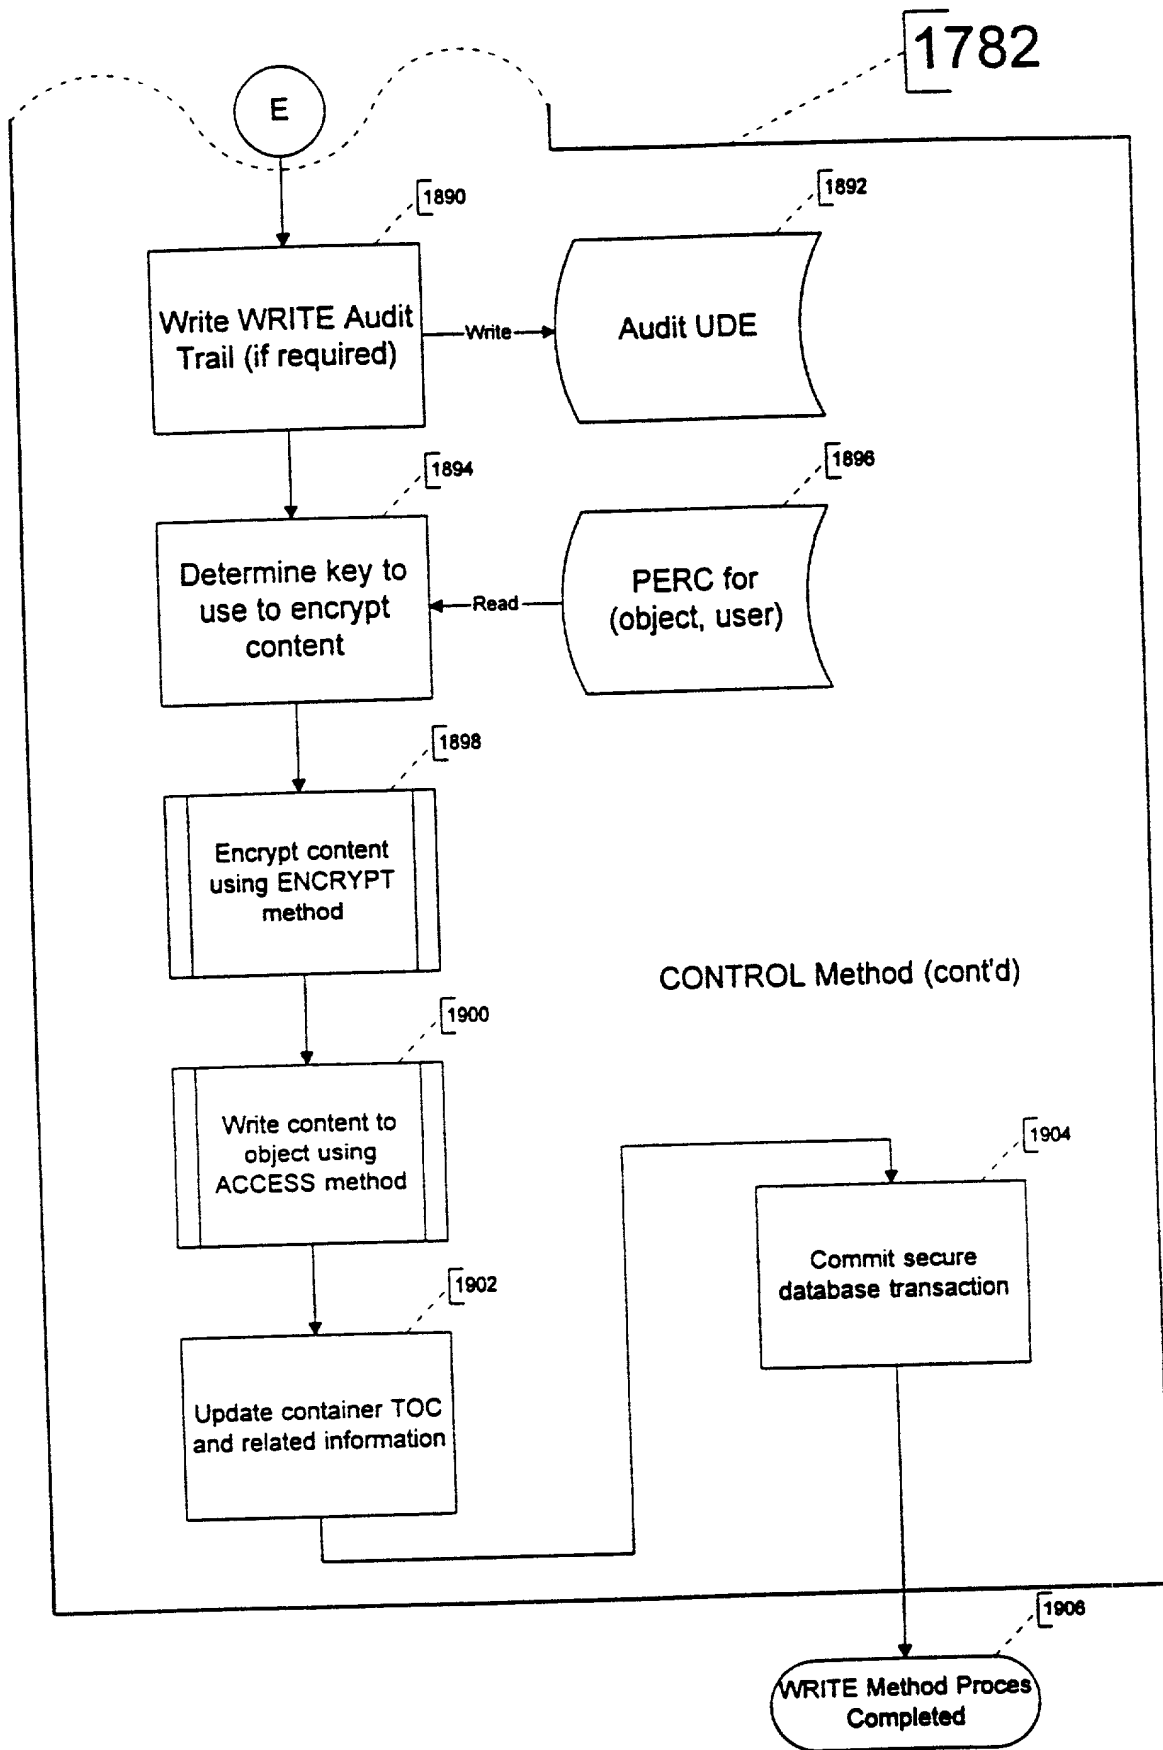 1782
E
1890
1892
Write WRITE Audit
Trail (if required)
Write
Audit UDE
1894
1896
Determine key to
use to encrypt
content
Read
PERC for
(object, user)
1898
Encrypt content
using ENCRYPT
method
CONTROL Method (cont'd)
1900
Write content to
object using
ACCESS method
1904
Commit secure
database transaction
1902
Update container TOC
and related information
1906
WRITE Method Proces
Completed